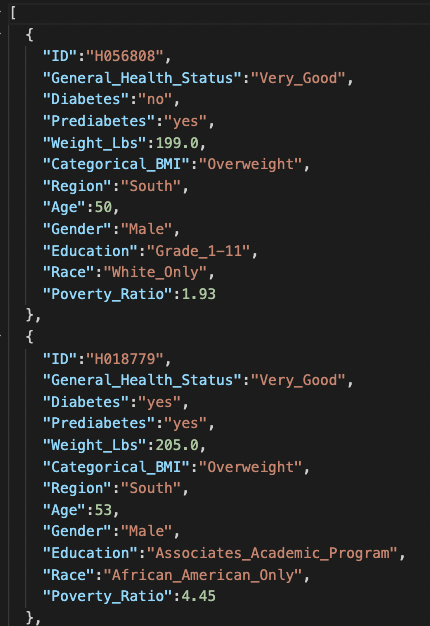 [
{
"ID":"H056808",
"General_Health_Status":"Very_Good",
"Diabetes":"no",
"Prediabetes":"yes",
"Weight_Lbs":199.0,
"Categorical_BMI":"Overweight",
"Region":"South",
"Age":50,
"Gender":"Male",
"Education":"Grade_1-11",
"Race":"White_Only",
"Poverty_Ratio":1.93
},
{
"ID":"H018779",
"General_Health_Status":"Very_Good",
"Diabetes":"yes",
"Prediabetes":"yes",
"Weight_Lbs":205.0,
"Categorical_BMI":"Overweight",
"Region":"South",
"Age":53,
"Gender":"Male",
"Education":"Associates_Academic_Program",
"Race":"African_American_Only",
"Poverty_Ratio":4.45
},